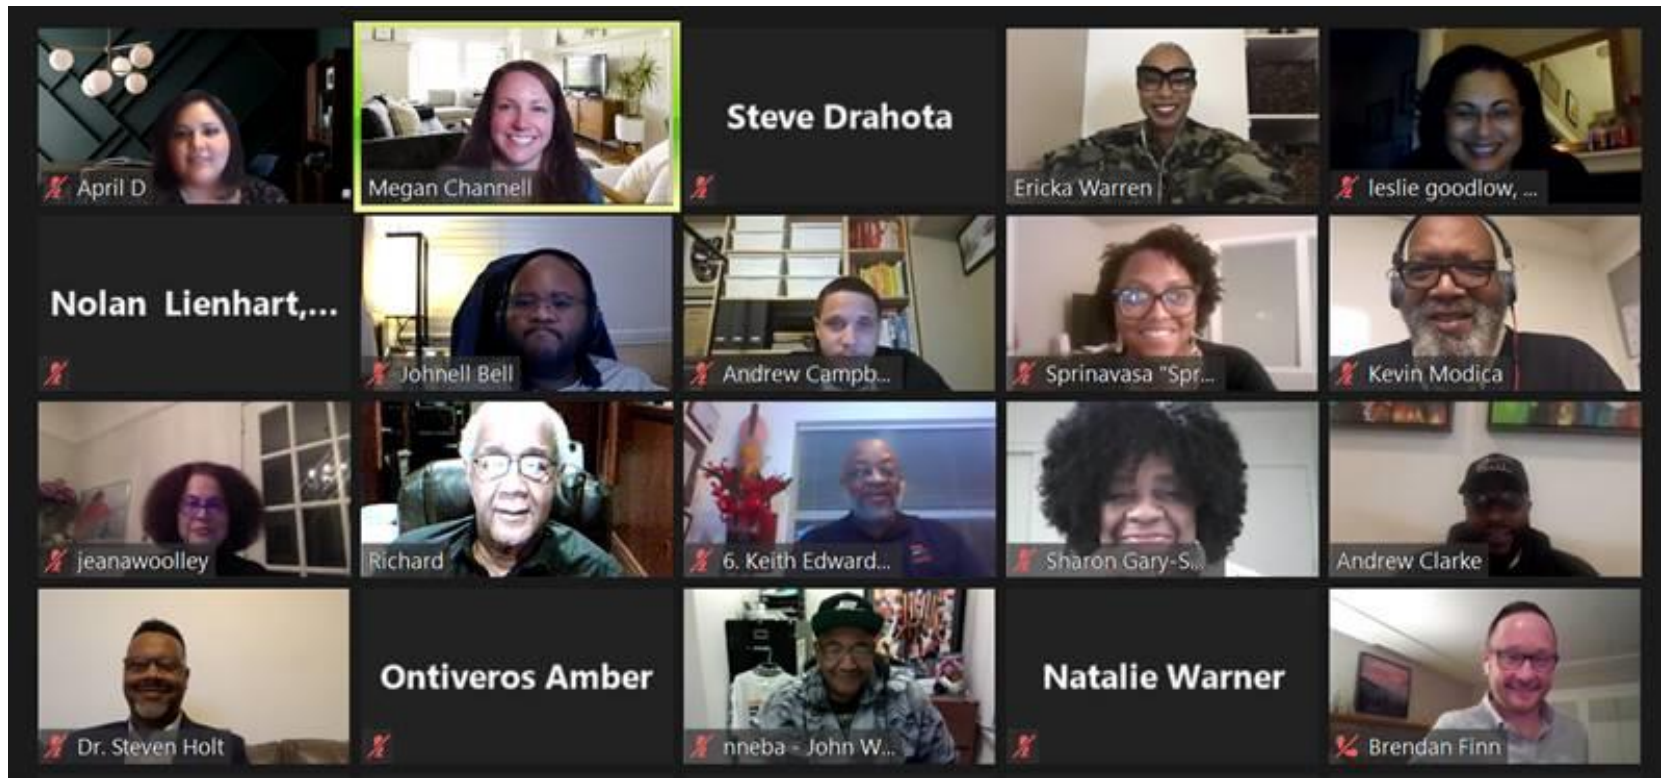 April D
Megan Channell
Steve Drahota
Ericka Warren
leslie goodlow, ...
Nolan  Lienhart,...
Johnell Bell
Andrew Campb...
Sprinavasa "Spr...
Kevin Modica
jeanawoolley
Richard
6. Keith Edward...
Sharon Gary-S...
Andrew Clarke
Dr. Steven Holt
Ontiveros Amber
nneba - John W...
Natalie Warner
Brendan Finn